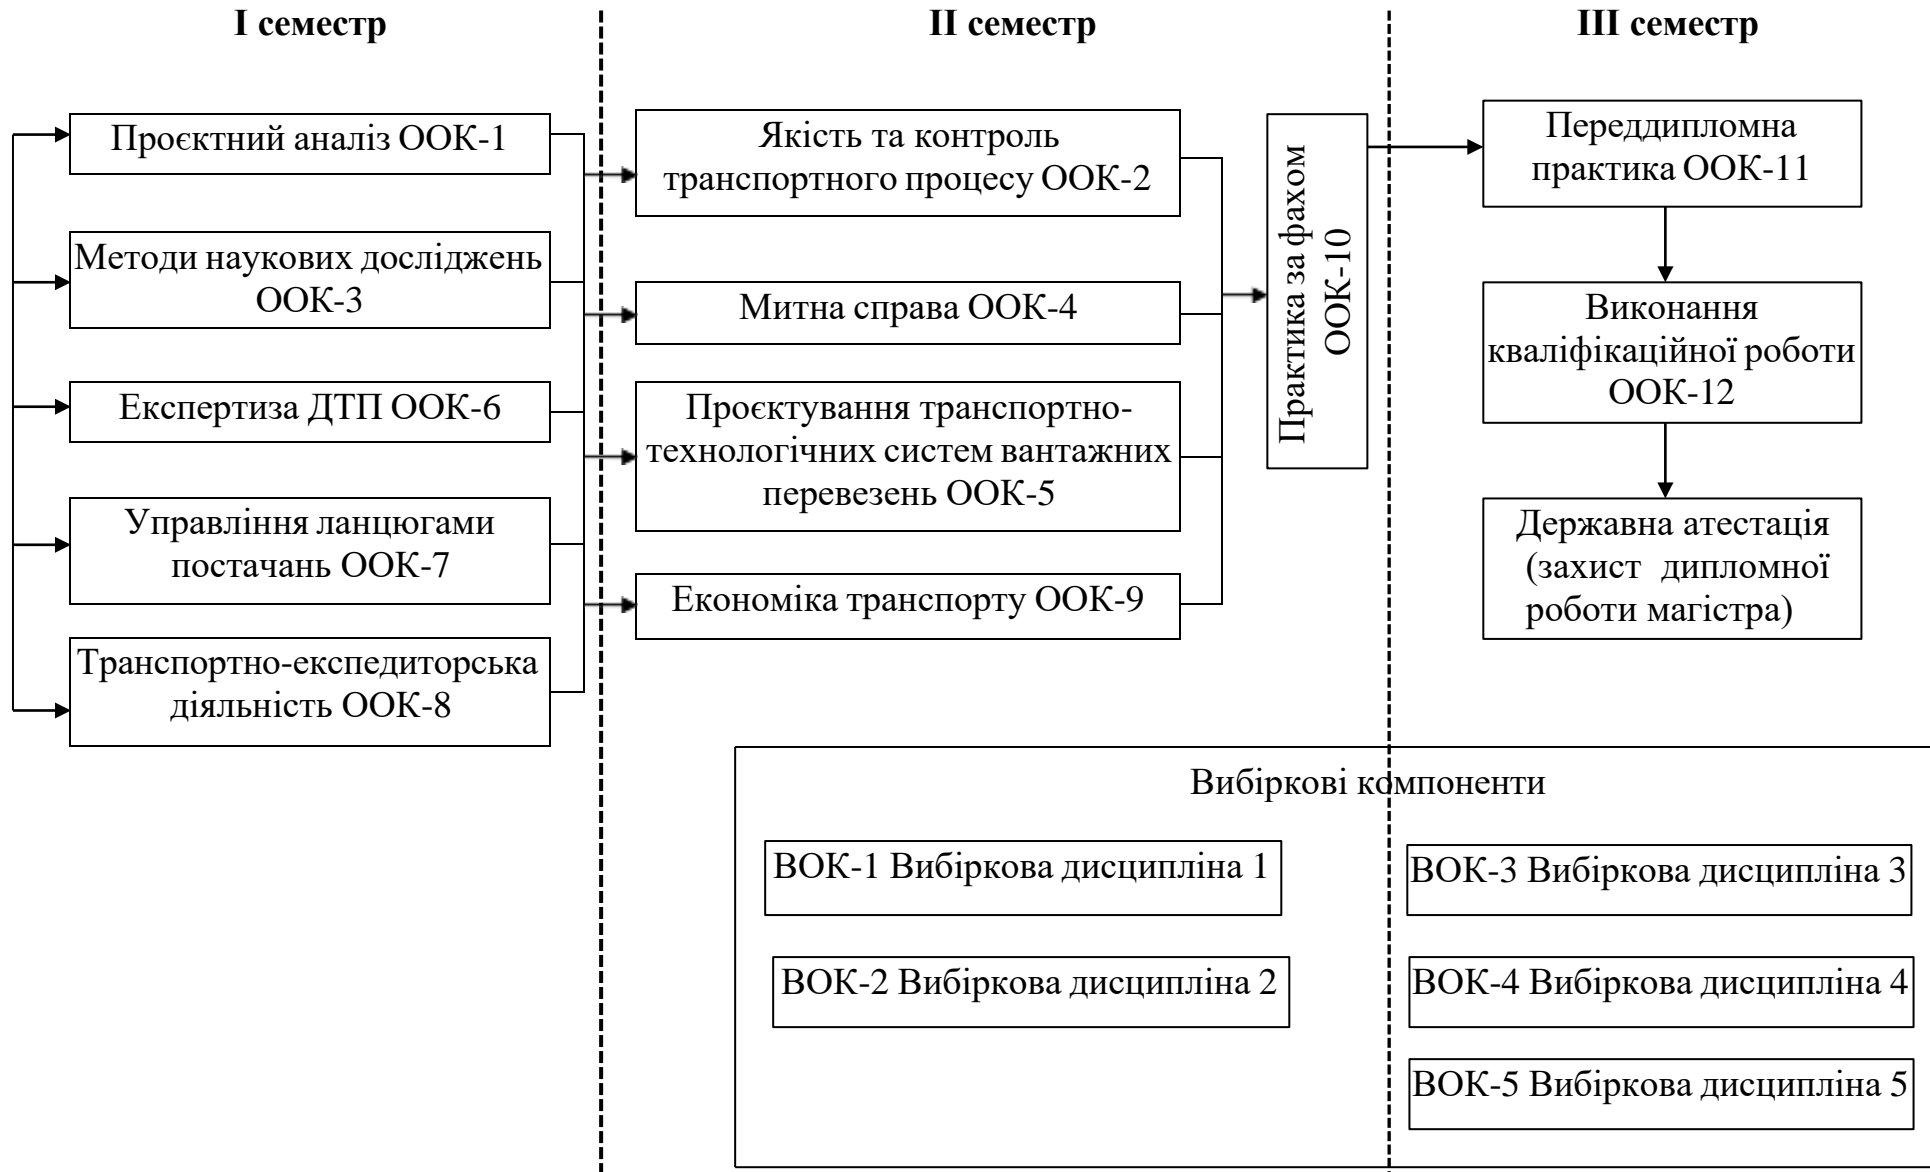 І семестр
ІІ семестр
ІІІ семестр
Проєктний аналіз ООК-1
Методи наукових досліджень
ООК-3
Експертиза ДТП ООК-6
Управління ланцюгами
постачань ООК-7
Транспортно-експедиторська
діяльність ООК-8
Якість та контроль
транспортного процесу ООК-2
Митна справа ООК-4
Проєктування транспортно-
технологічних систем вантажних
перевезень ООК-5
Економіка транспорту ООК-9
Практика за фахом
ООК-10
Переддипломна
практика ООК-11
Виконання
кваліфікаційної роботи
ООК-12
Державна атестація
(захист дипломної
роботи магістра)
Вибіркові компоненти
ВОК-1 Вибіркова дисципліна 1
ВОК-2 Вибіркова дисципліна 2
ВОК-3 Вибіркова дисципліна 3
ВОК-4 Вибіркова дисципліна 4
ВОК-5 Вибіркова дисципліна 5